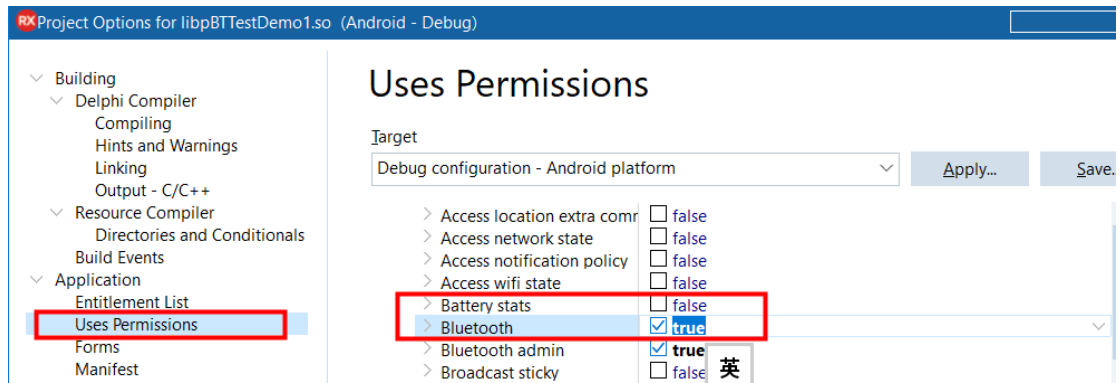 RX Project Options for libpBTTestDemo1.so (Android - Debug)
Building
Delphi Compiler
Compiling
Hints and Warnings
Linking
Output - C/C++
Resource Compiler
Directories and Conditionals
Build Events
Application
Entitlement List
Uses Permissions
Forms
Manifest
Uses Permissions
Target
Debug configuration - Android platform
Apply...
Save..
Access location extra comr false
Access network state false
Access notification policy false
Access wifi state false
Battery stats false
Bluetooth true
Bluetooth admin true
Broadcast sticky false
英